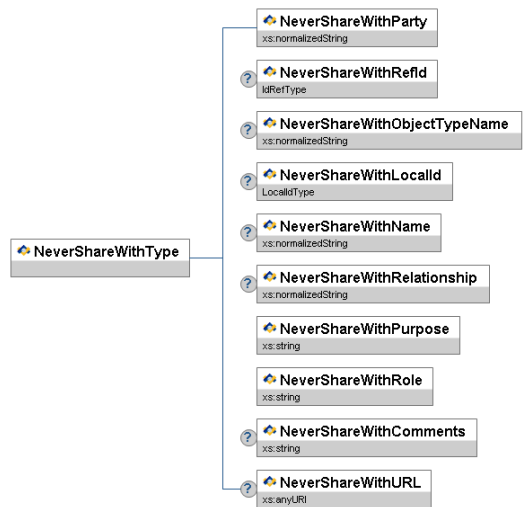 NeverShareWithParty
xs:normalizedString
?
NeverShareWithRefId
IdRefType
?
NeverShareWithObjectTypeName
xs:normalizedString
?
NeverShareWithLocalId
LocalIdType
?
NeverShareWithName
xs:normalizedString
NeverShareWithType
?
NeverShareWithRelationship
xs:normalizedString
NeverShareWithPurpose
xs:string
NeverShareWithRole
xs:string
?
NeverShareWithComments
xs:string
?
NeverShareWithURL
xs:anyURI